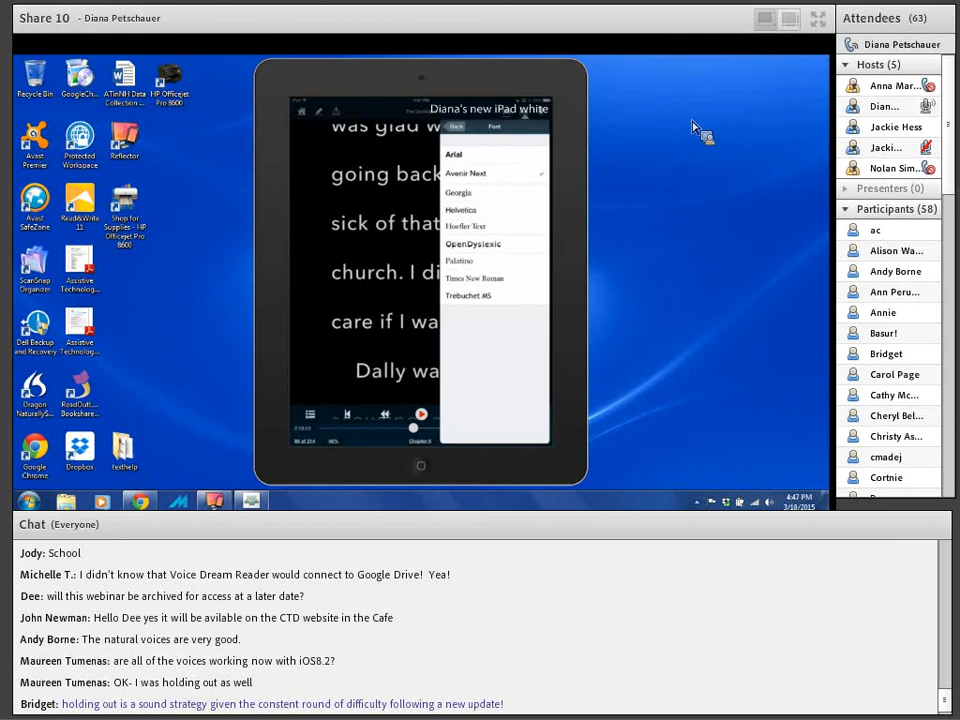 Share 10 - Diana Petschauer
Attendees (63)
Diana Petschauer
Hosts (5)
Anna Mar...
Dian...
Jackie Hess
Jacki...
Nolan Sim...
Presenters (0)
Participants (58)
ac
Alison Wa...
Andy Borne
Ann Peru...
Annie
Basur!
Bridget
Carol Page
Cathy Mc...
Cheryl Bel...
Christy As...
cmadej
Cortnie
Recycle Bin
GoogleCh...
ATinNH Data Collection ...
HP Officejet Pro 8600
Avast Premier
Protected Workspace
Reflector
Avast SafeZone
Read&Write 11
Shop for Supplies - HP Officejet Pro 8600
ScanSnap Organizer
Assistive Technolog...
Dell Backup and Recovery
Assistive Technolog...
Dragon NaturallyS...
ReadOutL... Bookshare...
Google Chrome
Dropbox
texthelp
Diana's new iPad white
was glad w
going back
sick of that
church. I di
care if I wa
Dally wa
Back
Font
Arial
Avenir Next
Georgia
Helvetica
Hoefler Text
OpenDyslexic
Palatino
Times New Roman
Trebuchet MS
4:47 PM
3/18/2015
Chat (Everyone)
Jody: School
Michelle T.: I didn't know that Voice Dream Reader would connect to Google Drive! Yea!
Dee: will this webinar be archived for access at a later date?
John Newman: Hello Dee yes it will be avilable on the CTD website in the Cafe
Andy Borne: The natural voices are very good.
Maureen Tumenas: are all of the voices working now with iOS8.2?
Maureen Tumenas: OK- I was holding out as well
Bridget: holding out is a sound strategy given the constent round of difficulty following a new update!